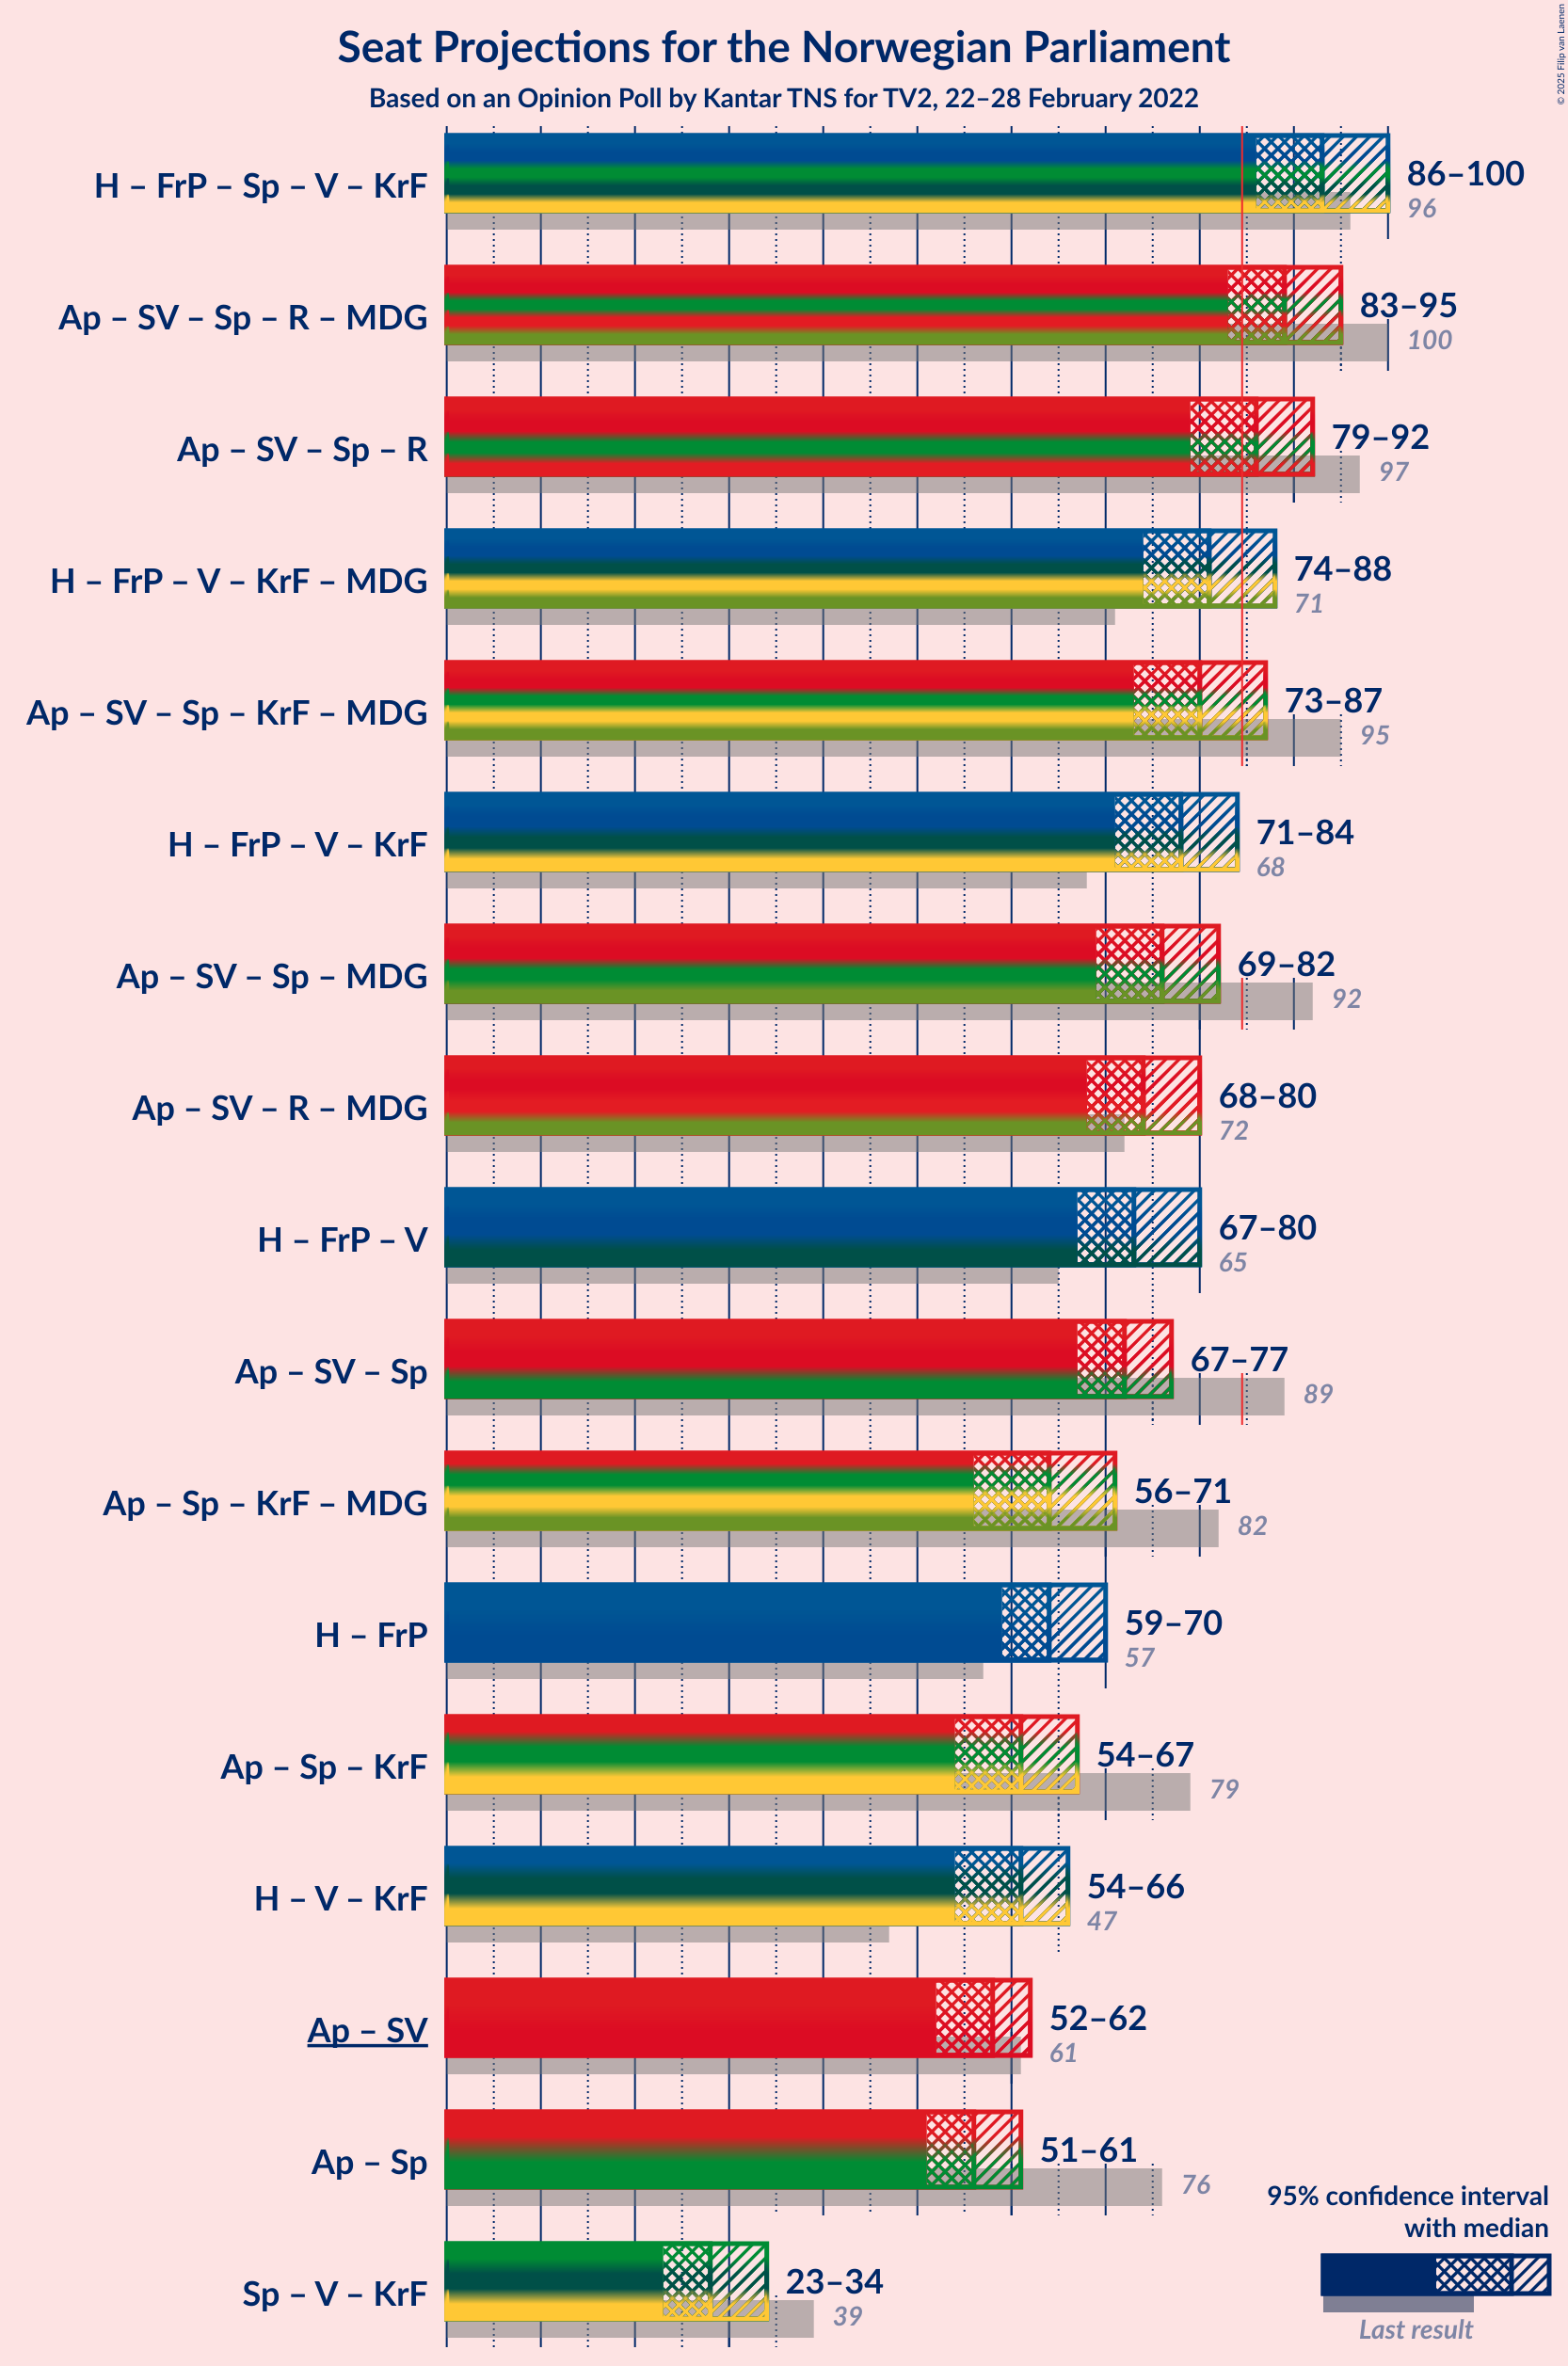 Seat Projections for the Norwegian Parliament
Based on an Opinion Poll by Kantar TNS for TV2, 22–28 February 2022
© 2025 Filip van Laenen
H – FrP – Sp – V – KrF
86–100
96
Ap – SV – Sp – R – MDG
83–95
100
Ap – SV – Sp – R
79–92
97
H – FrP – V – KrF – MDG
74–88
71
Ap – SV – Sp – KrF – MDG
73–87
95
H – FrP – V – KrF
71–84
68
Ap – SV – Sp – MDG
69–82
92
Ap – SV – R – MDG
68–80
72
H – FrP – V
67–80
65
Ap – SV – Sp
67–77
89
Ap – Sp – KrF – MDG
56–71
82
H – FrP
59–70
57
Ap – Sp – KrF
54–67
79
H – V – KrF
54–66
47
Ap – SV
52–62
61
Ap – Sp
51–61
76
Sp – V – KrF
23–34
39
95% confidence interval
with median
Last result